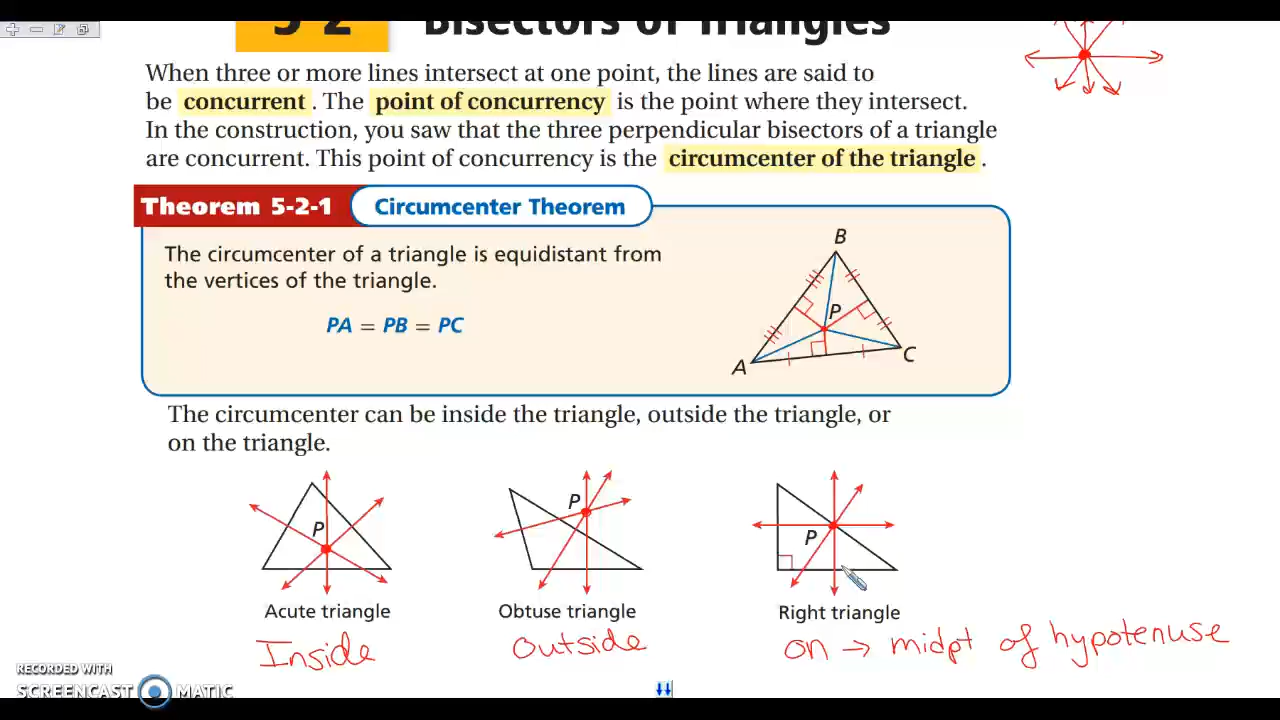 5-2 Bisectors of Triangles
When three or more lines intersect at one point, the lines are said to
be concurrent. The point of concurrency is the point where they intersect.
In the construction, you saw that the three perpendicular bisectors of a triangle
are concurrent. This point of concurrency is the circumcenter of the triangle.
Theorem 5-2-1 Circumcenter Theorem
The circumcenter of a triangle is equidistant from
the vertices of the triangle.
PA = PB = PC
B
P
A
C
The circumcenter can be inside the triangle, outside the triangle, or
on the triangle.
P
P
P
Acute triangle
Obtuse triangle
Right triangle
Inside
Outside
on → midpt of hypotenuse
RECORDED WITH
SCREENCAST MATIC